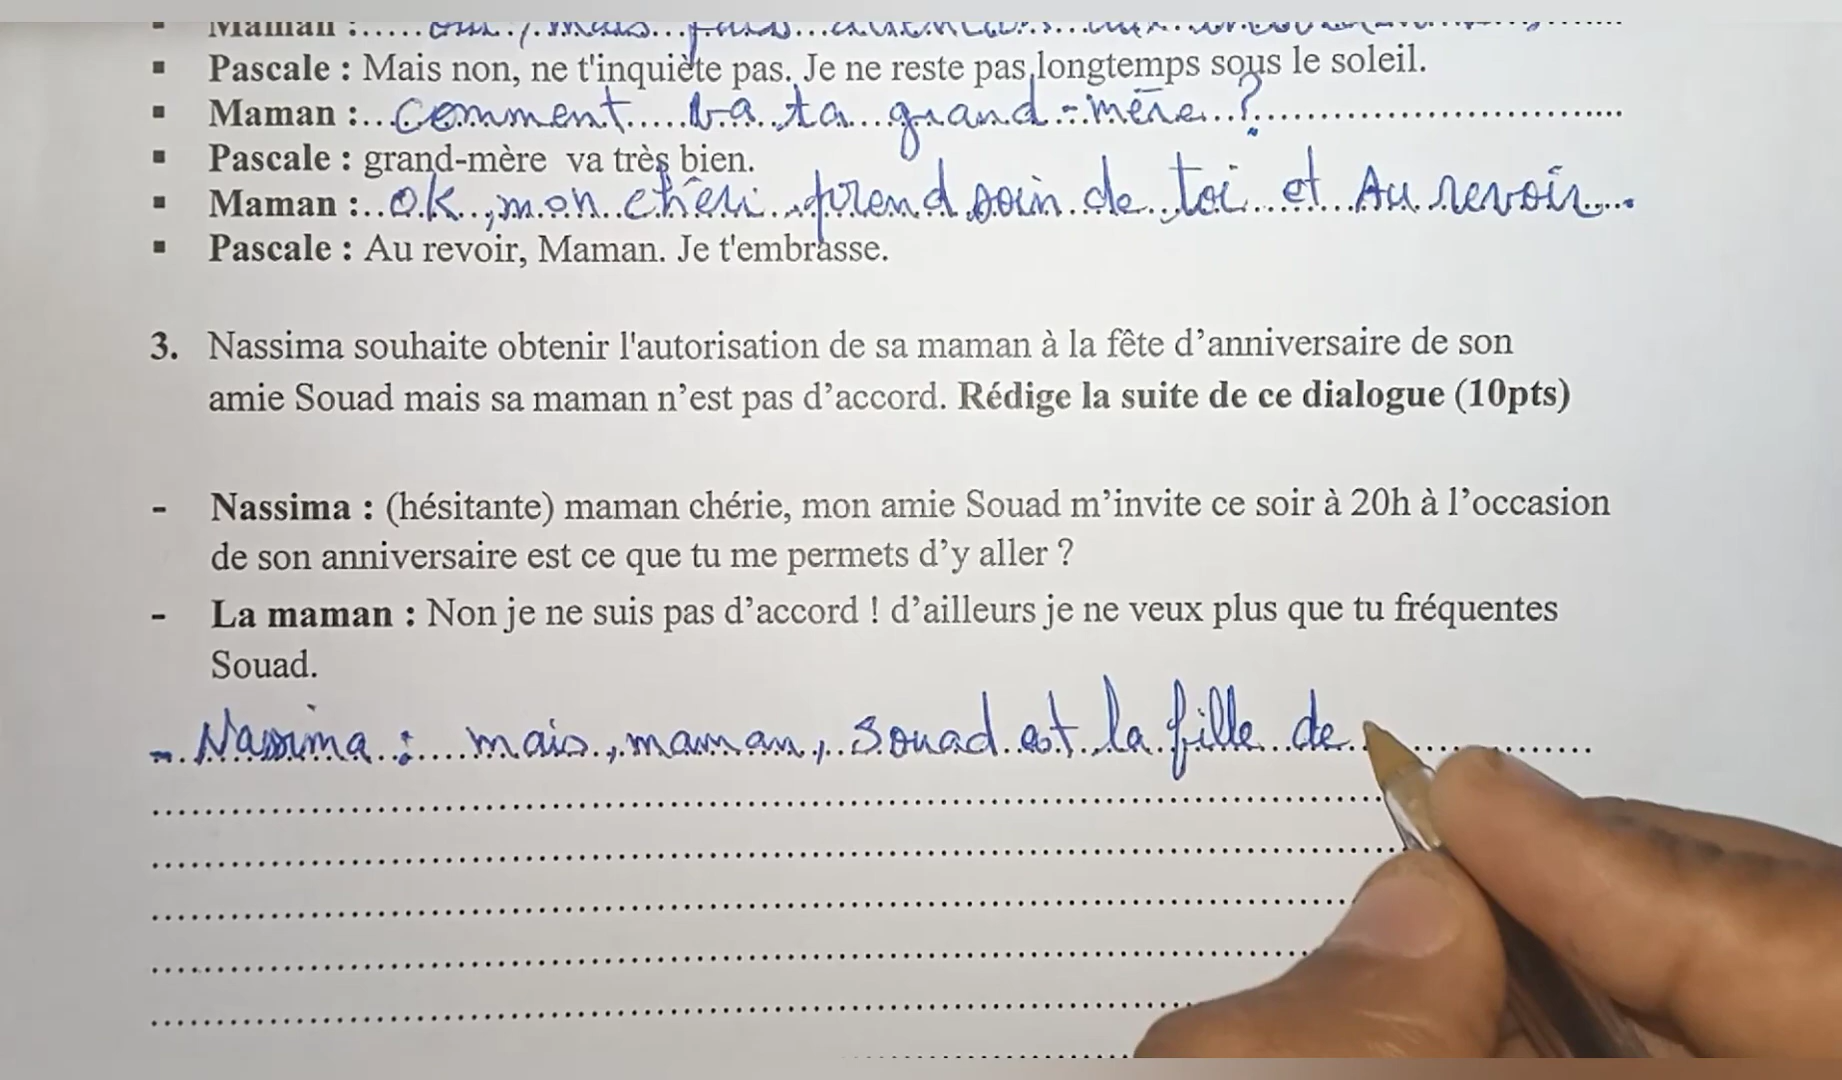 ▪ Maman :...... oui, mais fais attention aux
▪ Pascale : Mais non, ne t'inquiète pas. Je ne reste pas longtemps sous le soleil.
▪ Maman :.. Comment va ta grand-mère ?
▪ Pascale : grand-mère va très bien.
▪ Maman :.. OK, mon chéri prend soin de toi et Au revoir....
▪ Pascale : Au revoir, Maman. Je t'embrasse.
3. Nassima souhaite obtenir l'autorisation de sa maman à la fête d’anniversaire de son
amie Souad mais sa maman n’est pas d’accord. Rédige la suite de ce dialogue (10pts)
- Nassima : (hésitante) maman chérie, mon amie Souad m’invite ce soir à 20h à l’occasion
de son anniversaire est ce que tu me permets d’y aller ?
- La maman : Non je ne suis pas d’accord ! d’ailleurs je ne veux plus que tu fréquentes
Souad.
- Nassima : mais, maman, Souad est la fille de